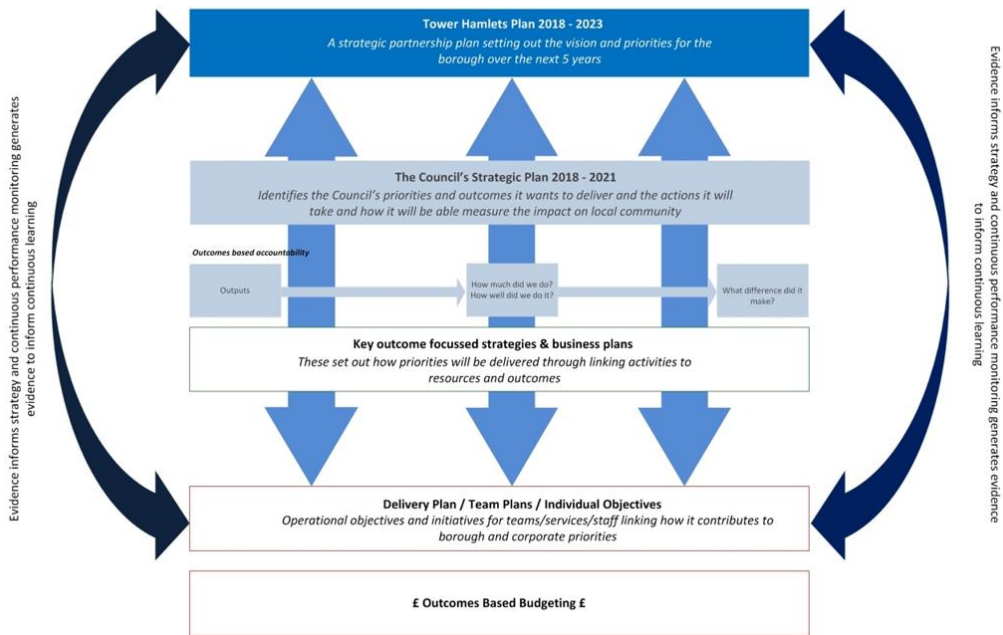 Tower Hamlets Plan 2018 - 2023
A strategic partnership plan setting out the vision and priorities for the
borough over the next 5 years
Evidence informs strategy and continuous performance monitoring generates
evidence to inform continuous learning
The Council's Strategic Plan 2018 - 2021
Identifies the Council's priorities and outcomes it wants to deliver and the actions it will
take and how it will be able measure the impact on local community
Outcomes based accountability
Outputs
How much did we do?
How well did we do it?
What difference did it
make?
Key outcome focussed strategies & business plans
These set out how priorities will be delivered through linking activities to
resources and outcomes
Delivery Plan / Team Plans / Individual Objectives
Operational objectives and initiatives for teams/services/staff linking how it contributes to
borough and corporate priorities
£ Outcomes Based Budgeting £
Evidence informs strategy and continuous performance monitoring generates evidence
to inform continuous learning